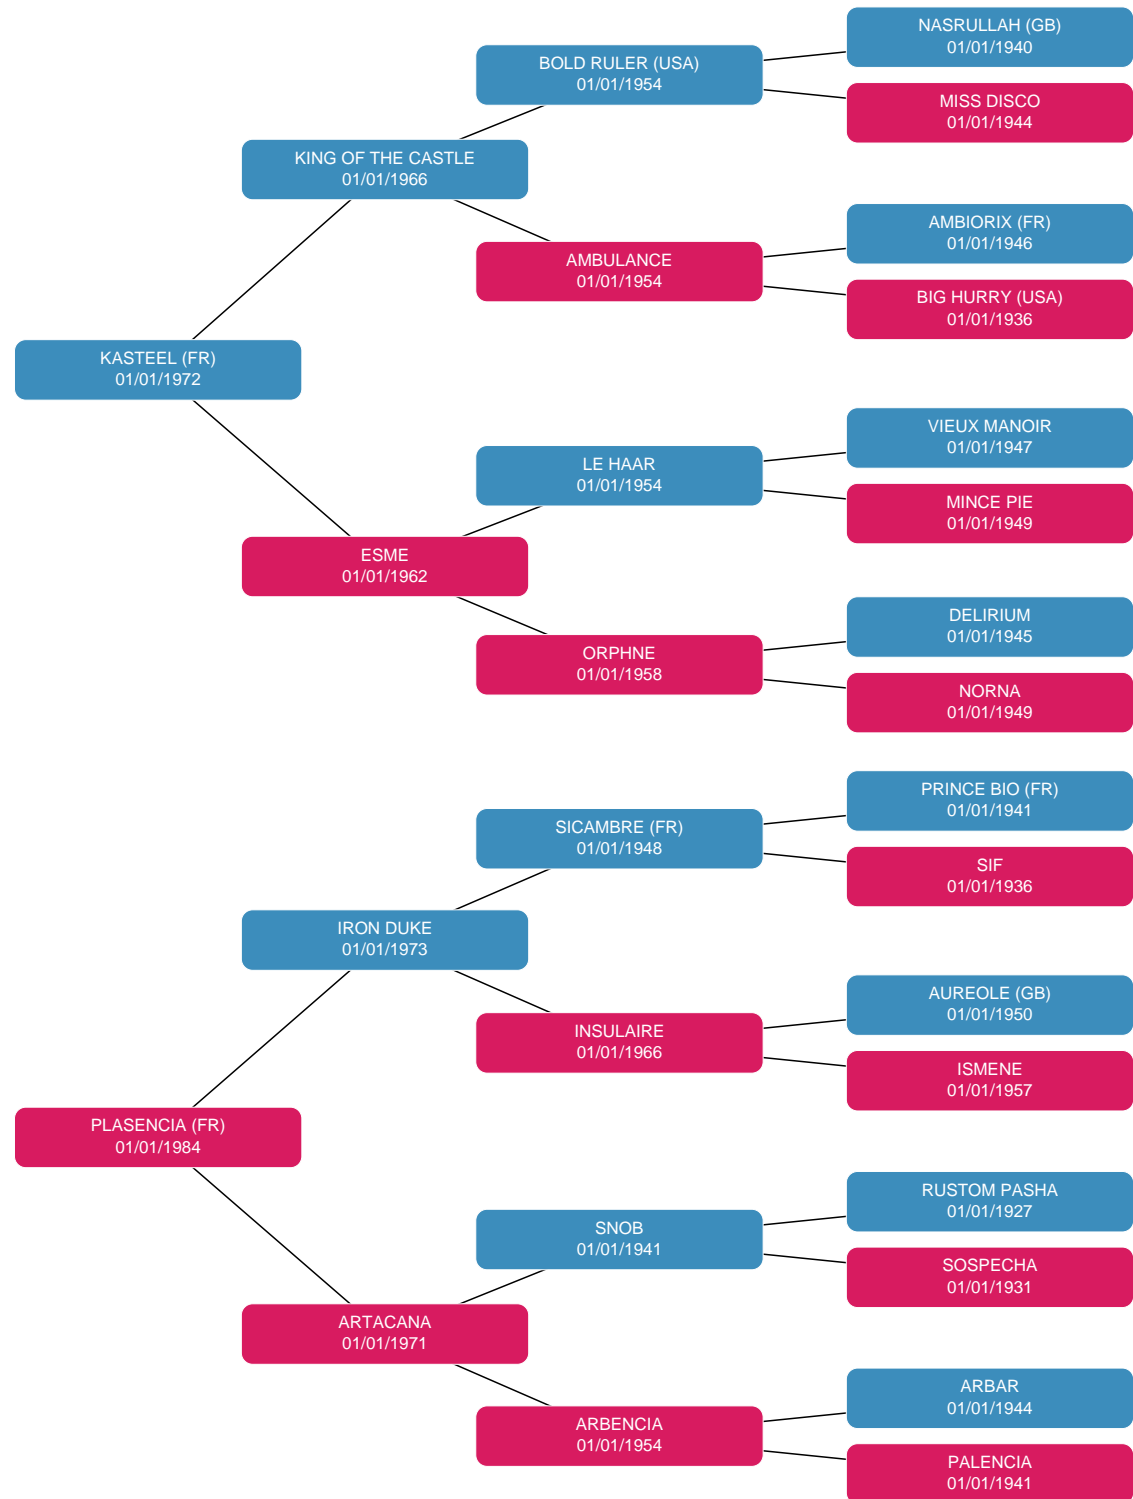 NASRULLAH (GB)
01/01/1940
BOLD RULER (USA)
01/01/1954
MISS DISCO
01/01/1944
KING OF THE CASTLE
01/01/1966
AMBIORIX (FR)
01/01/1946
AMBULANCE
01/01/1954
BIG HURRY (USA)
01/01/1936
KASTEEL (FR)
01/01/1972
VIEUX MANOIR
01/01/1947
LE HAAR
01/01/1954
MINCE PIE
01/01/1949
ESME
01/01/1962
DELIRIUM
01/01/1945
ORPHNE
01/01/1958
NORNA
01/01/1949
PRINCE BIO (FR)
01/01/1941
SICAMBRE (FR)
01/01/1948
SIF
01/01/1936
IRON DUKE
01/01/1973
AUREOLE (GB)
01/01/1950
INSULAIRE
01/01/1966
ISMENE
01/01/1957
PLASENCIA (FR)
01/01/1984
RUSTOM PASHA
01/01/1927
SNOB
01/01/1941
SOSPECHA
01/01/1931
ARTACANA
01/01/1971
ARBAR
01/01/1944
ARBENCIA
01/01/1954
PALENCIA
01/01/1941